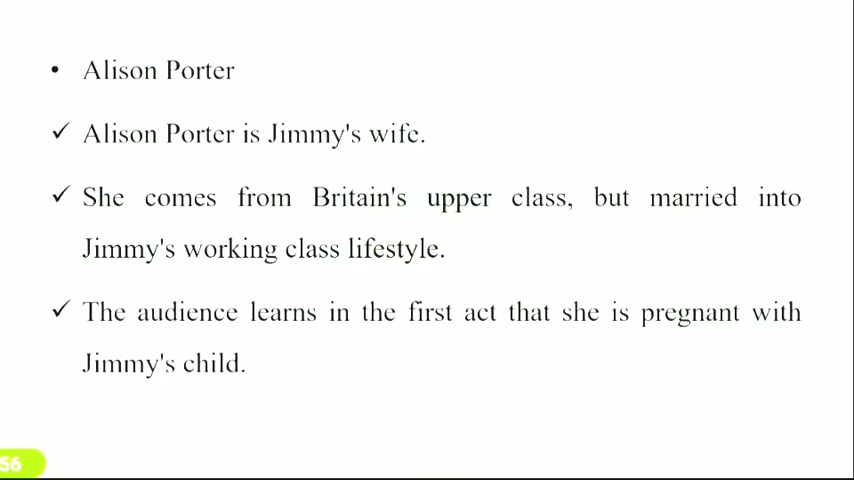 • Alison Porter
✓ Alison Porter is Jimmy's wife.
✓ She comes from Britain's upper class, but married into
Jimmy's working class lifestyle.
✓ The audience learns in the first act that she is pregnant with
Jimmy's child.
56